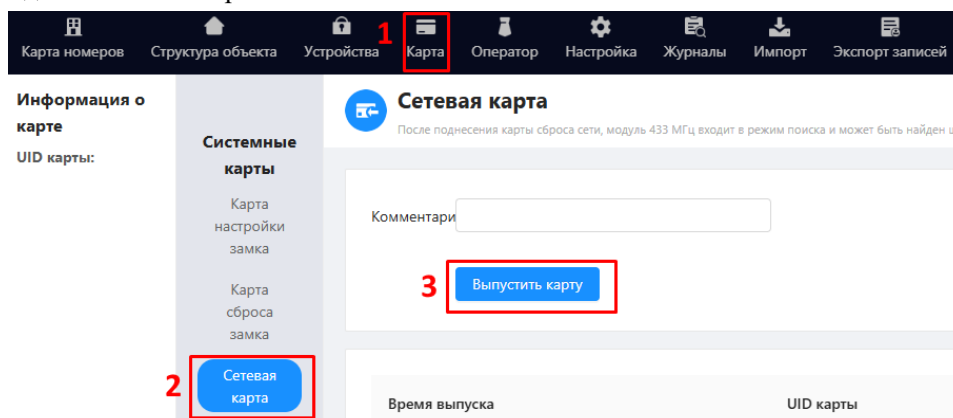 1
Карта номеров Структура объекта Устройства Карта Оператор Настройка Журналы Импорт Экспорт записей
Информация о
карте
UID карты:
Системные
карты
Карта
настройки
замка
Карта
сброса
замка
2
Сетевая
карта
Сетевая карта
После поднесения карты сброса сети, модуль 433 МГц входит в режим поиска и может быть найден
Комментари
3 Выпустить карту
Время выпуска UID карты